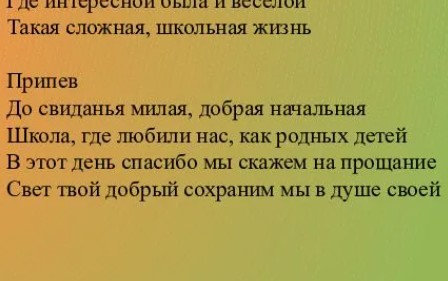 Где интересной была и веселой
Такая сложная, школьная жизнь

Припев
До свиданья милая, добрая начальная
Школа, где любили нас, как родных детей
В этот день спасибо мы скажем на прощание
Свет твой добрый сохраним мы в душе своей